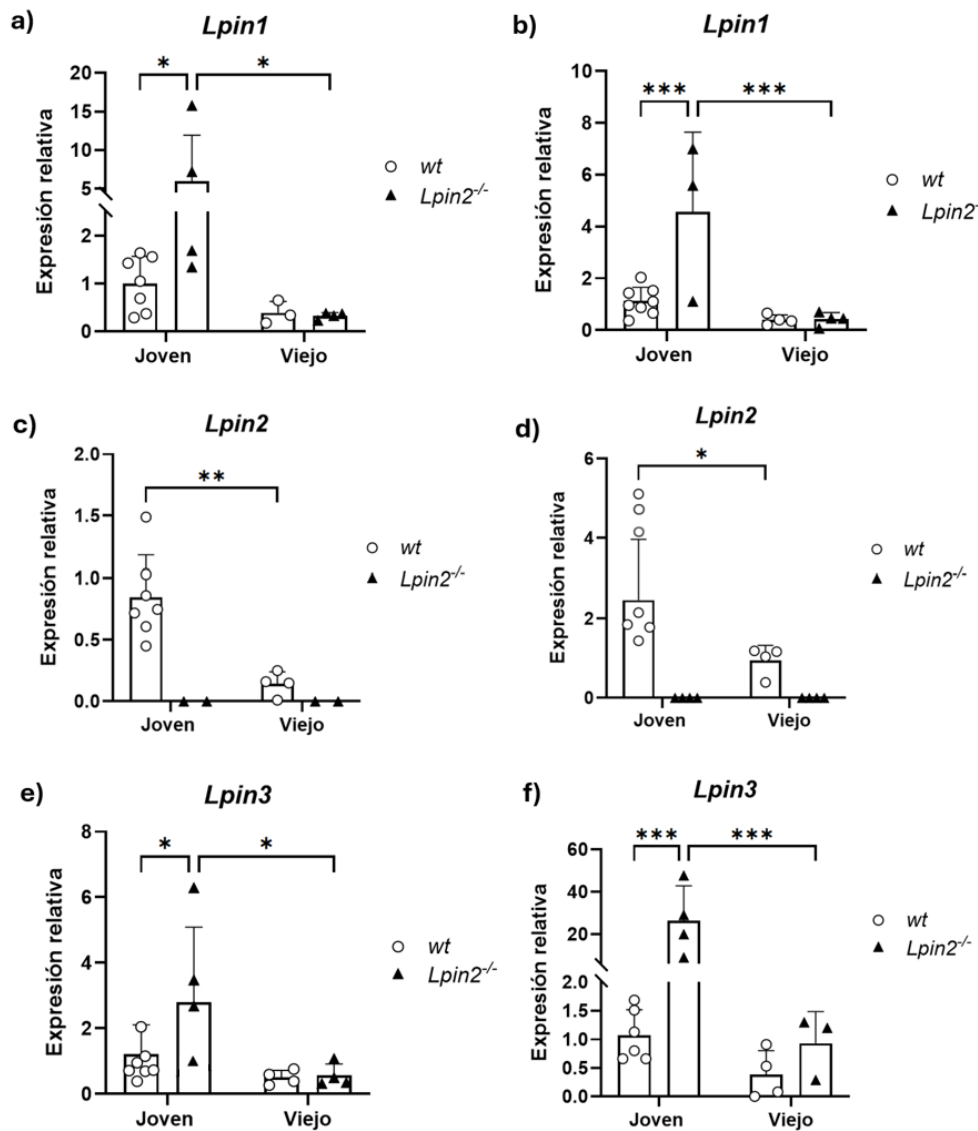 a)
Lpin1
* *
Expresión relativa
20
15
10
5
2
1
0
Joven Viejo
wt
Lpin2-/-
b)
Lpin1
*** ***
Expresión relativa
10
8
6
4
2
0
Joven Viejo
wt
Lpin2-
c)
Lpin2
**
Expresión relativa
2.0
1.5
1.0
0.5
0.0
Joven Viejo
wt
Lpin2-/-
d)
Lpin2
*
Expresión relativa
6
4
2
0
Joven Viejo
wt
Lpin2-/-
e)
Lpin3
* *
Expresión relativa
8
6
4
2
0
Joven Viejo
wt
Lpin2-/-
f)
Lpin3
*** ***
Expresión relativa
60
40
20
2.0
1.5
1.0
0.5
0.0
Joven Viejo
wt
Lpin2-/-